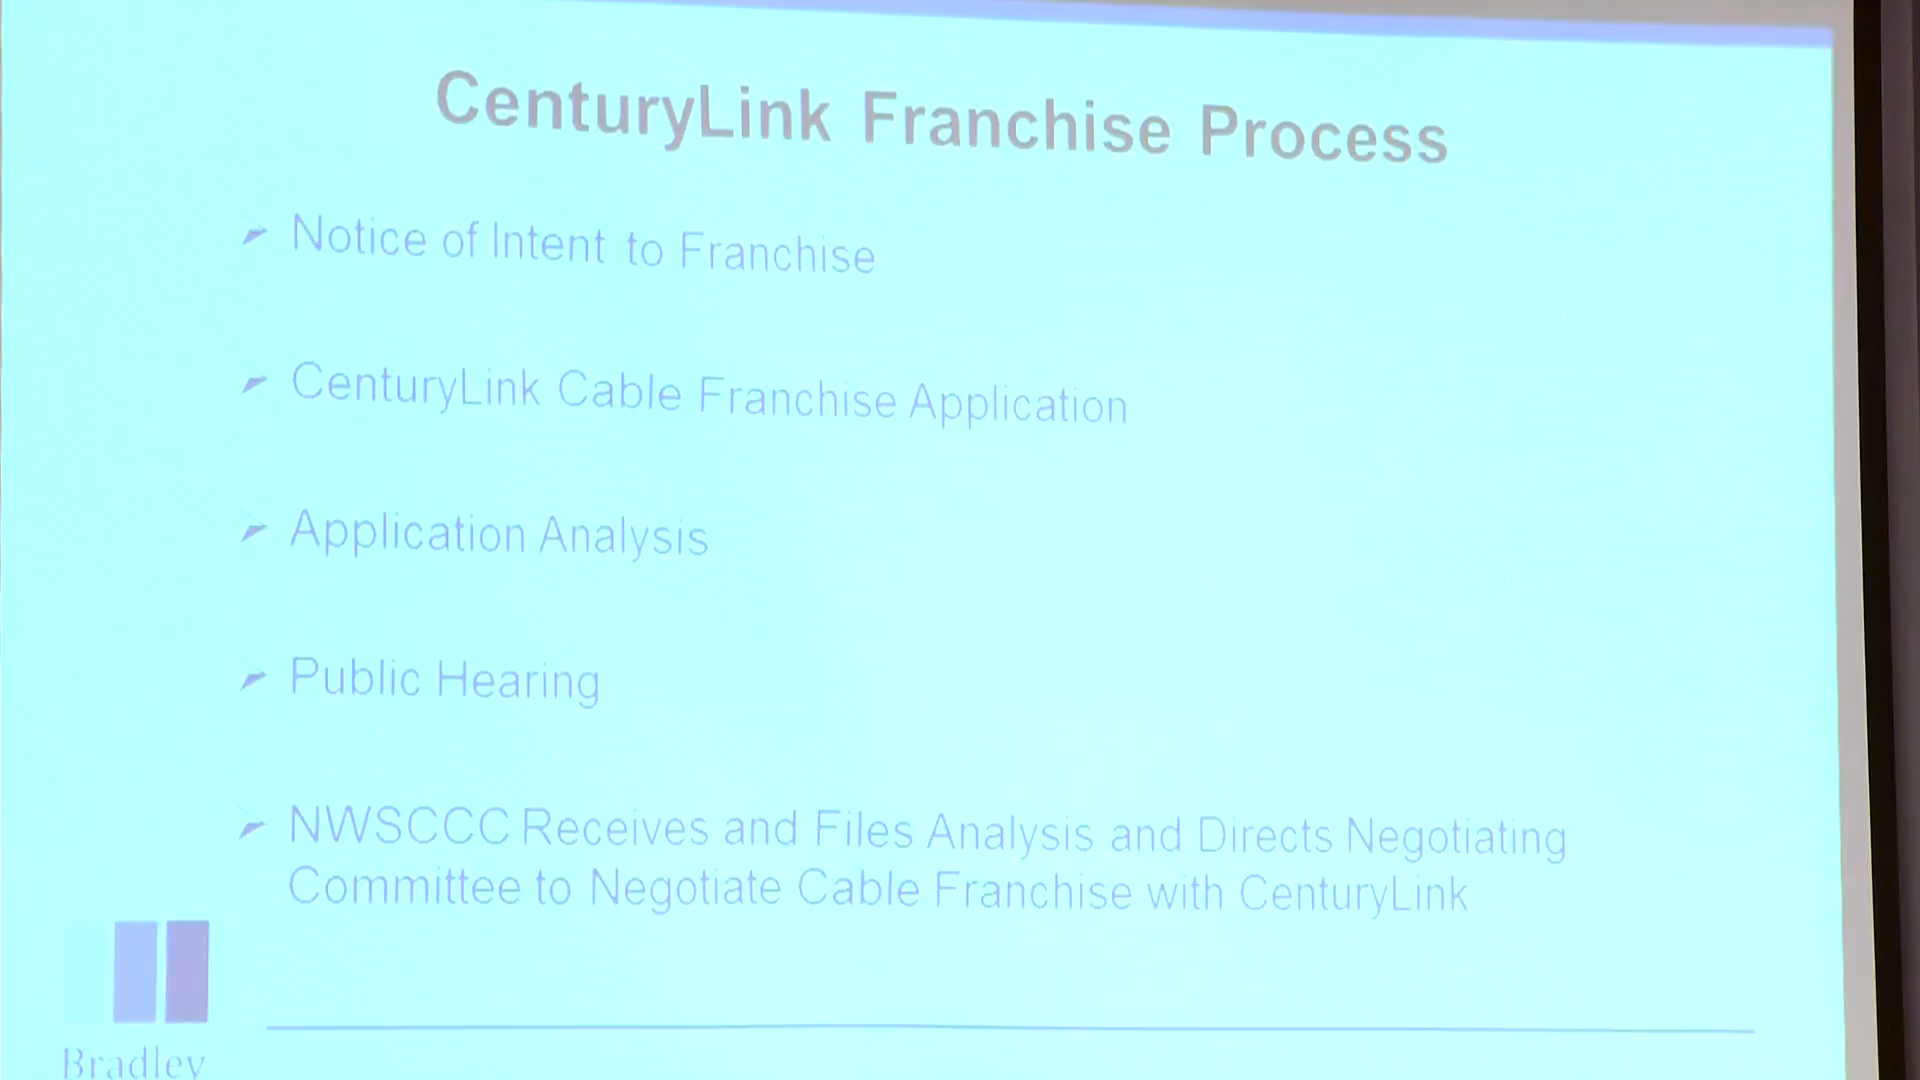 CenturyLink Franchise Process
Notice of Intent to Franchise
CenturyLink Cable Franchise Application
Application Analysis
Public Hearing
NWSCCC Receives and Files Analysis and Directs Negotiating
Committee to Negotiate Cable Franchise with CenturyLink
Bradley